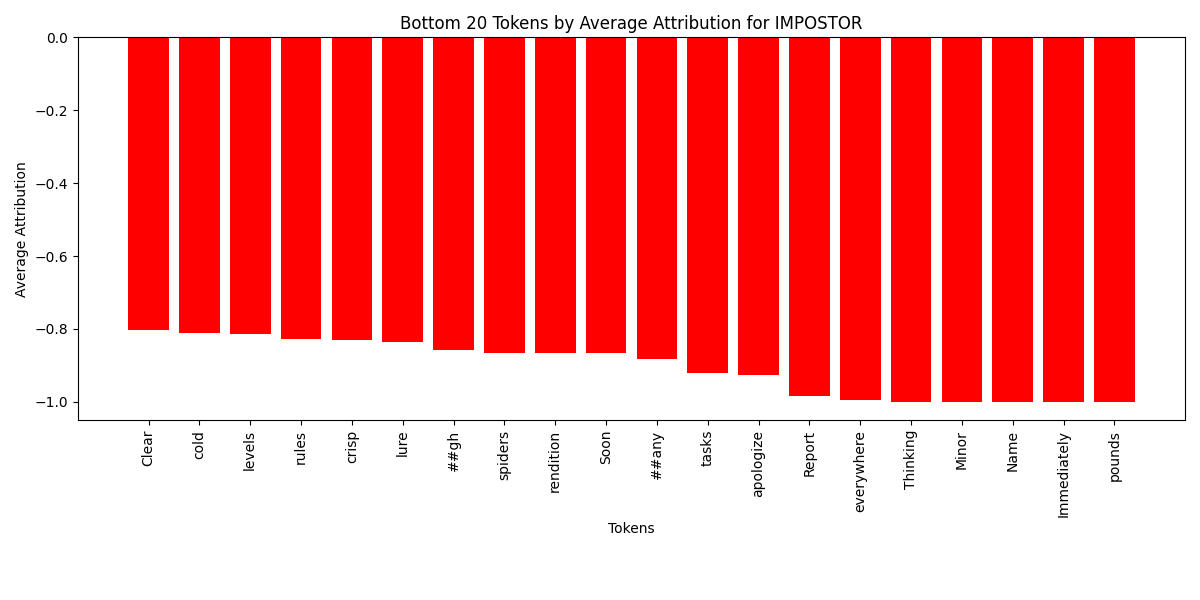 Bottom 20 Tokens by Average Attribution for IMPOSTOR
0.0
−0.2
−0.4
−0.6
−0.8
−1.0
Average Attribution
Clear
cold
levels
rules
crisp
lure
##gh
spiders
rendition
Soon
##any
tasks
apologize
Report
everywhere
Thinking
Minor
Name
Immediately
pounds
Tokens